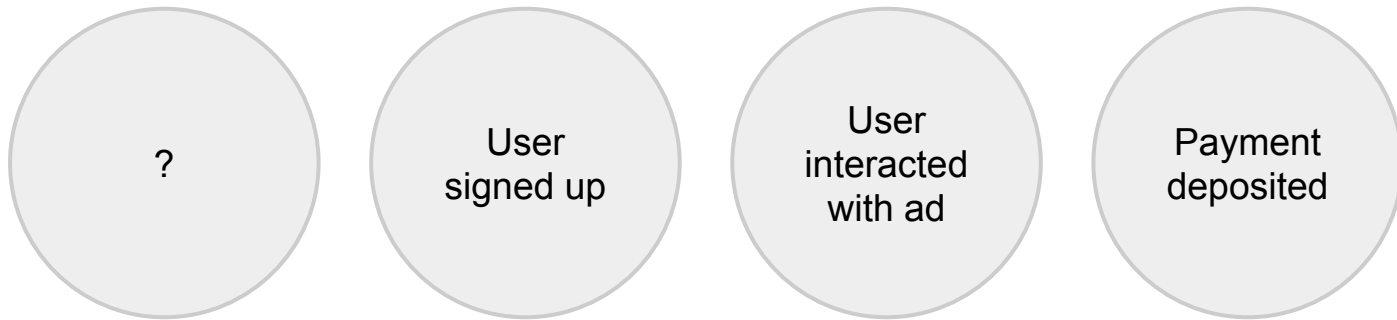 ?
User
signed up
User
interacted
with ad
Payment
deposited